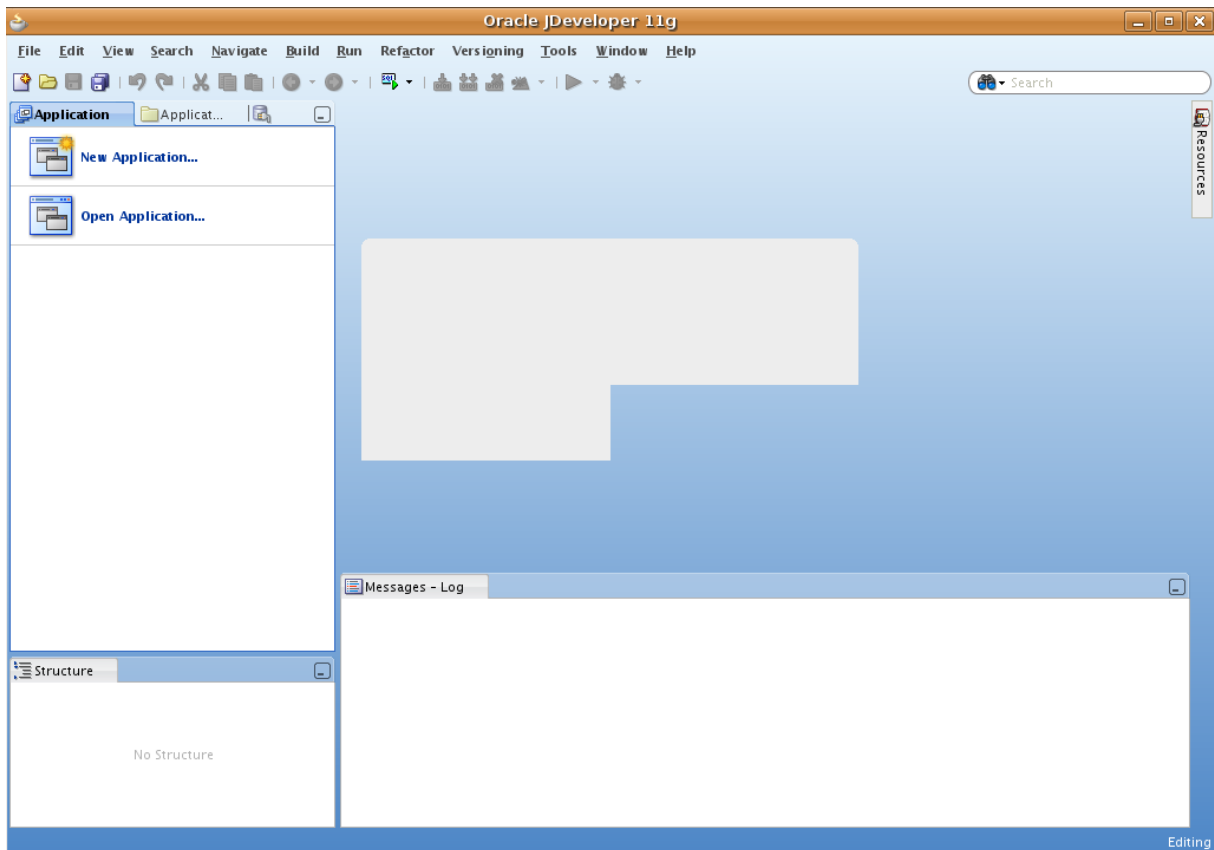 Oracle JDeveloper 11g
File Edit View Search Navigate Build Run Refactor Versioning Tools Window Help
SQL
Search
Application
Applicat...
New Application...
Open Application...
Resources
Messages - Log
Structure
No Structure
Editing